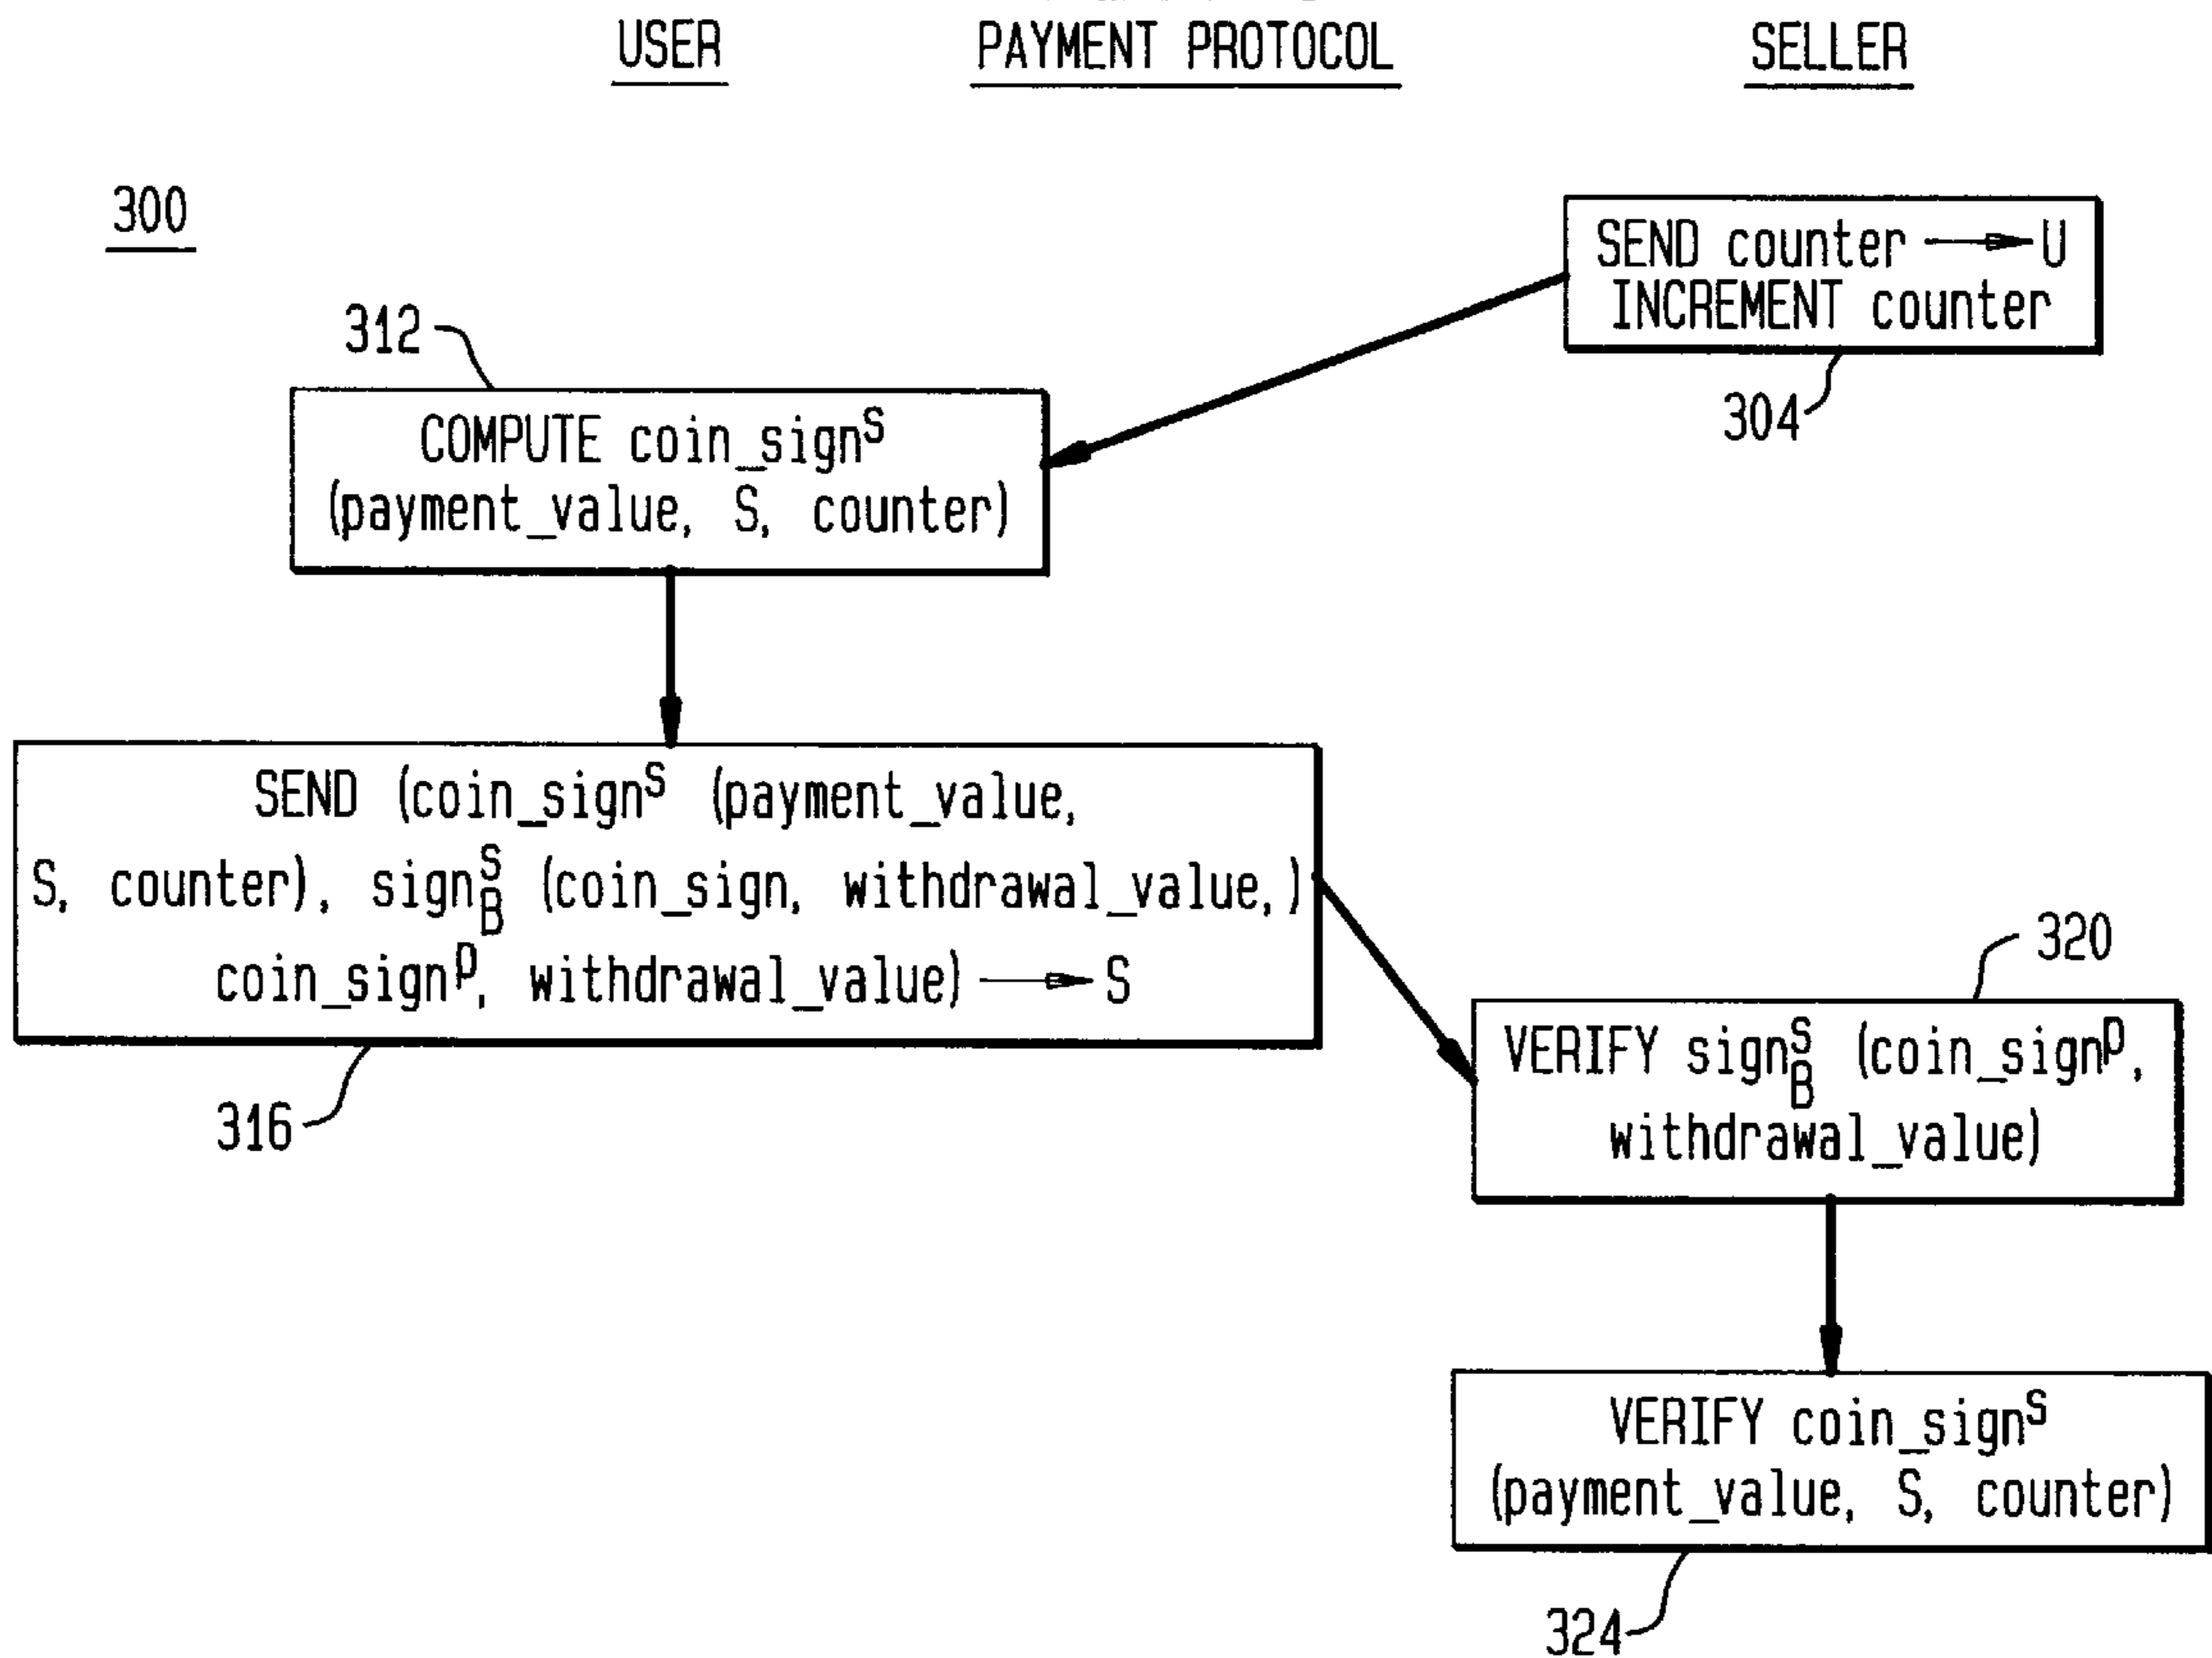 USER PAYMENT PROTOCOL SELLER
300
SEND counter → U
INCREMENT counter
304
312
COMPUTE coin_sign^S
(payment_value, S, counter)
SEND (coin_sign^S (payment_value,
S, counter), sign_B^S (coin_sign, withdrawal_value, )
coin_sign^p, withdrawal_value) → S
316
320
VERIFY sign_B^S (coin_sign^p,
withdrawal_value)
VERIFY coin_sign^S
(payment_value, S, counter)
324